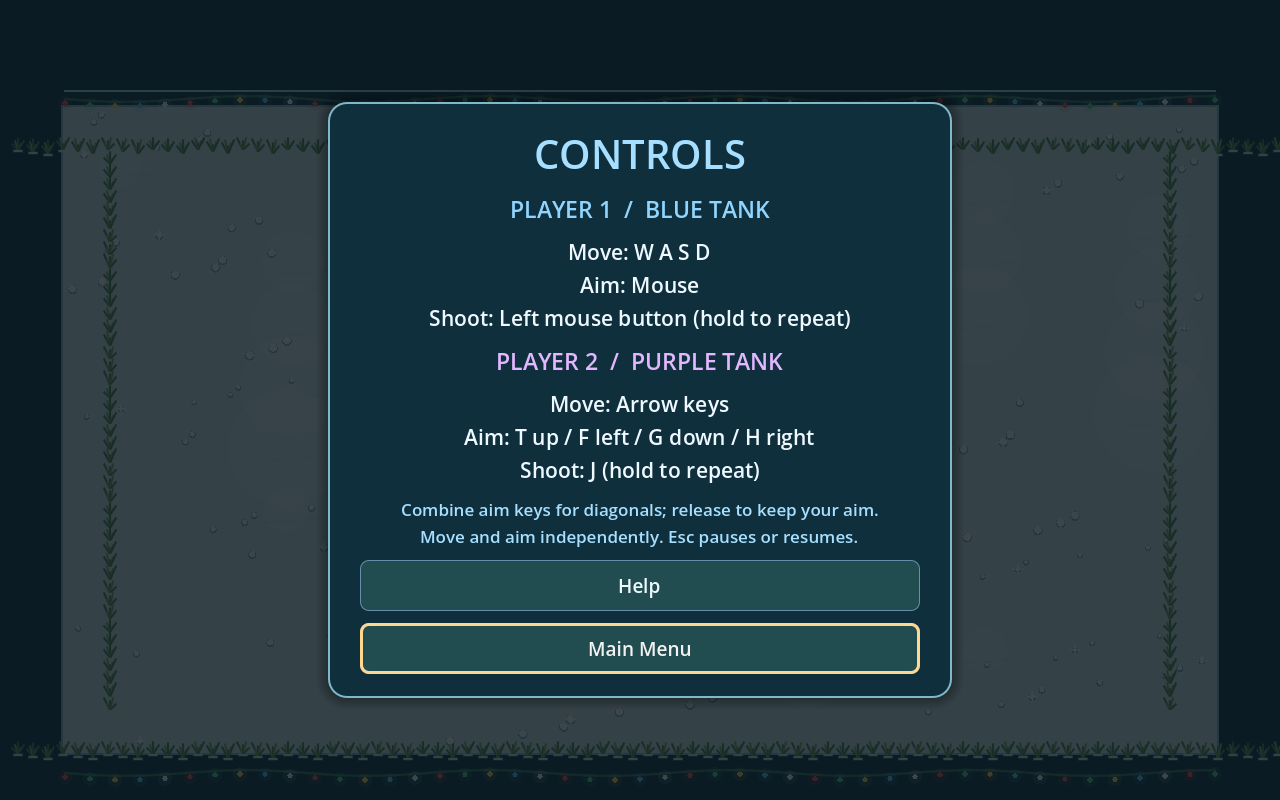 CONTROLS
PLAYER 1 / BLUE TANK
Move: W A S D
Aim: Mouse
Shoot: Left mouse button (hold to repeat)
PLAYER 2 / PURPLE TANK
Move: Arrow keys
Aim: T up / F left / G down / H right
Shoot: J (hold to repeat)
Combine aim keys for diagonals; release to keep your aim.
Move and aim independently. Esc pauses or resumes.
Help
Main Menu